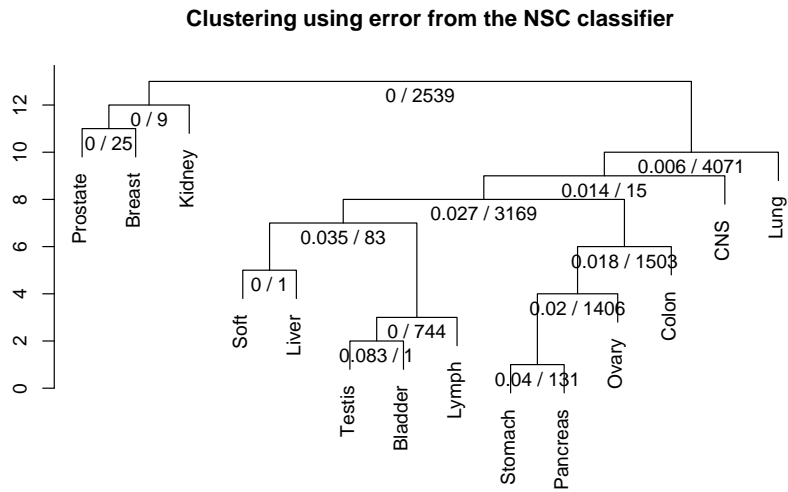 Clustering using error from the NSC classifier
12
10
8
6
4
2
0
0 / 2539
0 / 9
0 / 25
Prostate
Breast
Kidney
0.006 / 4071
0.014 / 15
0.027 / 3169
0.035 / 83
0.018 / 1503
0 / 1
0.02 / 1406
0 / 744
0.083 / 1
0.04 / 131
Soft
Liver
Testis
Bladder
Lymph
Stomach
Pancreas
Ovary
Colon
CNS
Lung